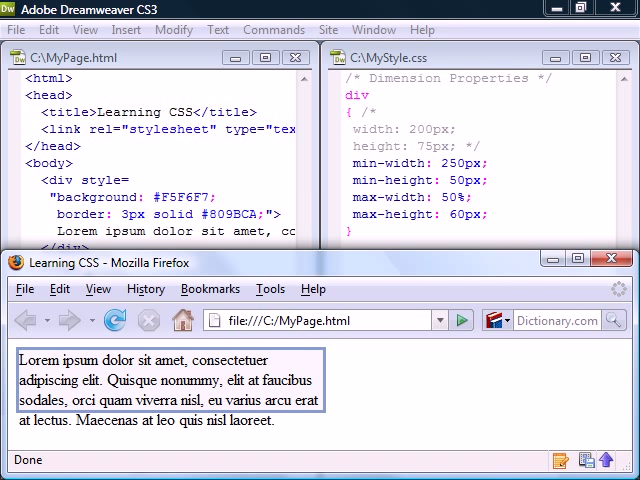 Adobe Dreamweaver CS3
File Edit View Insert Modify Text Commands Site Window Help
C:\MyPage.html
<html>
<head>
<title>Learning CSS</title>
<link rel="stylesheet" type="tex
</head>
<body>
<div style=
"background: #F5F6F7;
border: 3px solid #809BCA;">
Lorem ipsum dolor sit amet, co
</div>
C:\MyStyle.css
/* Dimension Properties */
div
{ /*
width: 200px;
height: 75px; */
min-width: 250px;
min-height: 50px;
max-width: 50%;
max-height: 60px;
}
Learning CSS - Mozilla Firefox
File Edit View History Bookmarks Tools Help
file:///C:/MyPage.html
Dictionary.com
Lorem ipsum dolor sit amet, consectetuer
adipiscing elit. Quisque nonummy, elit at faucibus
sodales, orci quam viverra nisl, eu varius arcu erat
at lectus. Maecenas at leo quis nisl laoreet.
Done